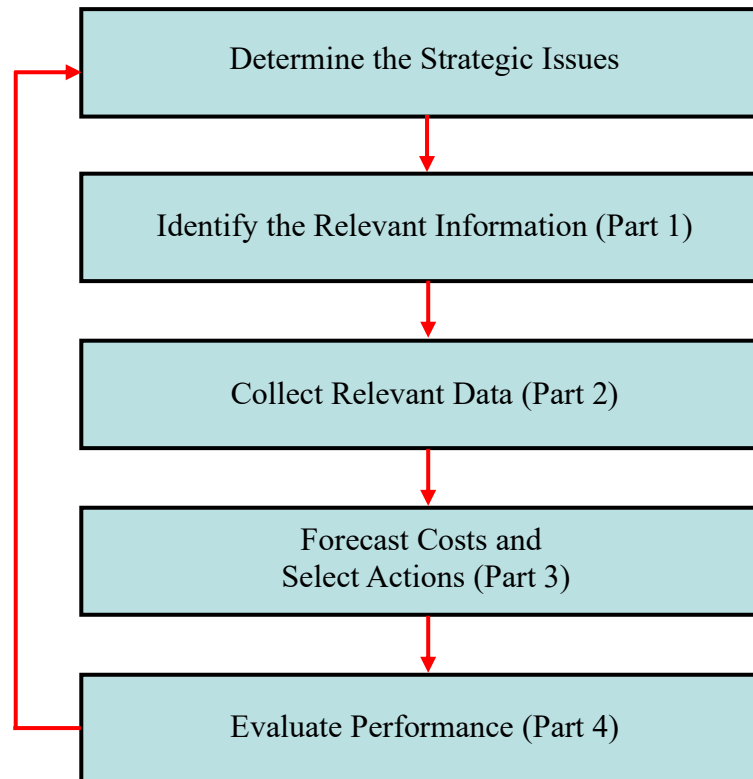 Determine the Strategic Issues
Identify the Relevant Information (Part 1)
Collect Relevant Data (Part 2)
Forecast Costs and
Select Actions (Part 3)
Evaluate Performance (Part 4)